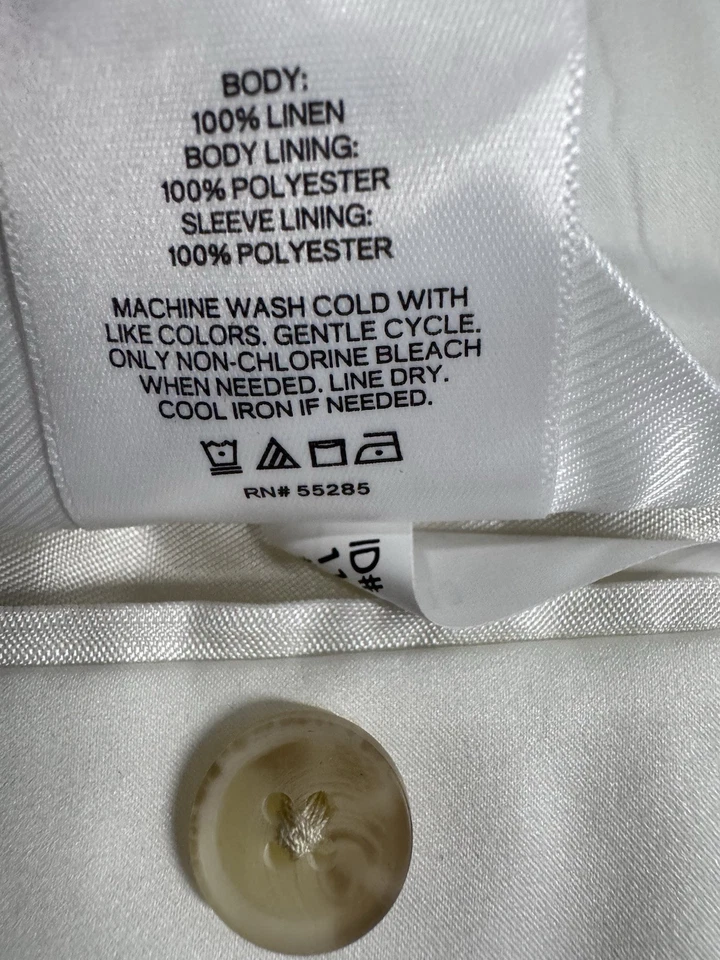 BODY:
100% LINEN
BODY LINING:
100% POLYESTER
SLEEVE LINING:
100% POLYESTER
MACHINE WASH COLD WITH
LIKE COLORS. GENTLE CYCLE.
ONLY NON-CHLORINE BLEACH
WHEN NEEDED. LINE DRY.
COOL IRON IF NEEDED.
RN# 55285
ID#